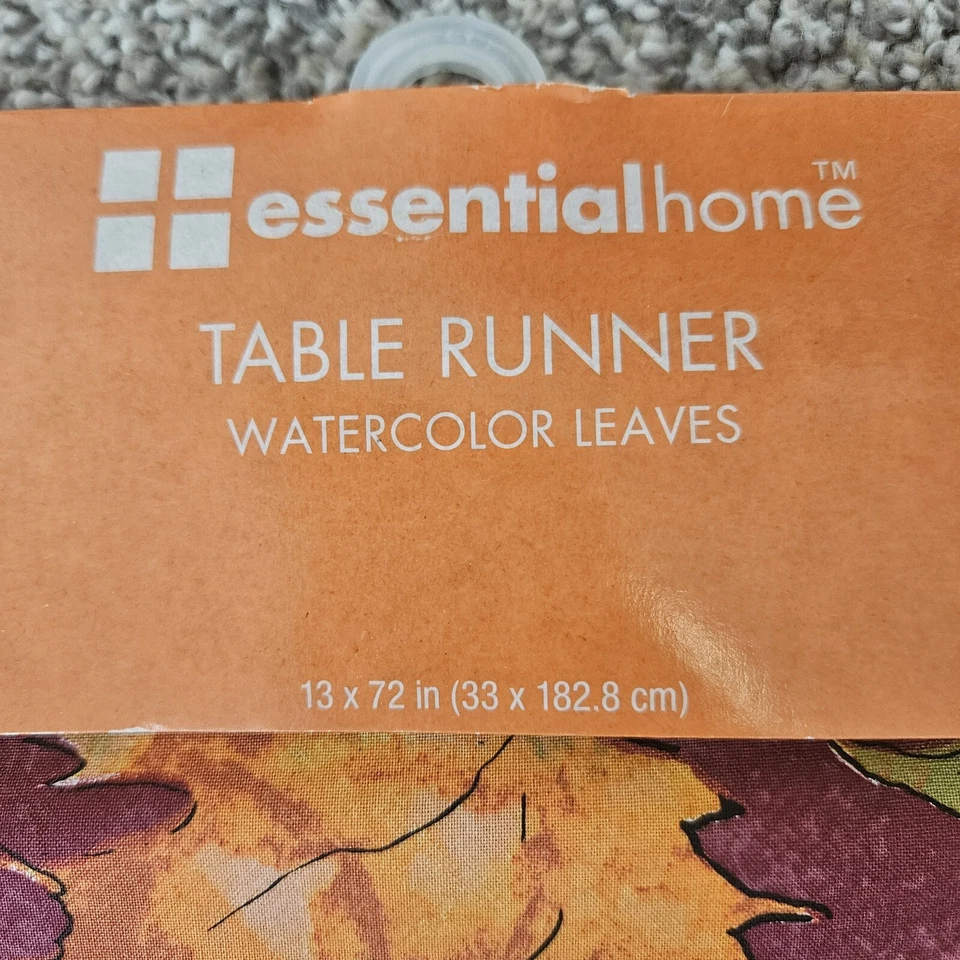 essentialhome™
TABLE RUNNER
WATERCOLOR LEAVES
13 x 72 in (33 x 182.8 cm)